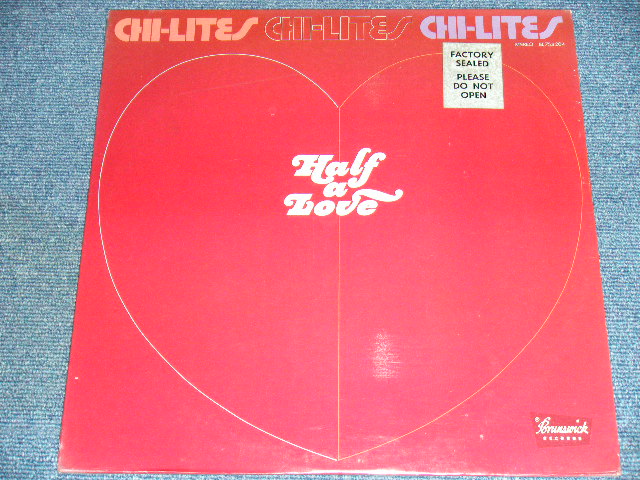 CHI-LITES CHI-LITES CHI-LITES
STEREO
FACTORY
SEALED
PLEASE
DO NOT
OPEN
Half
a
Love
Brunswick
RECORDS